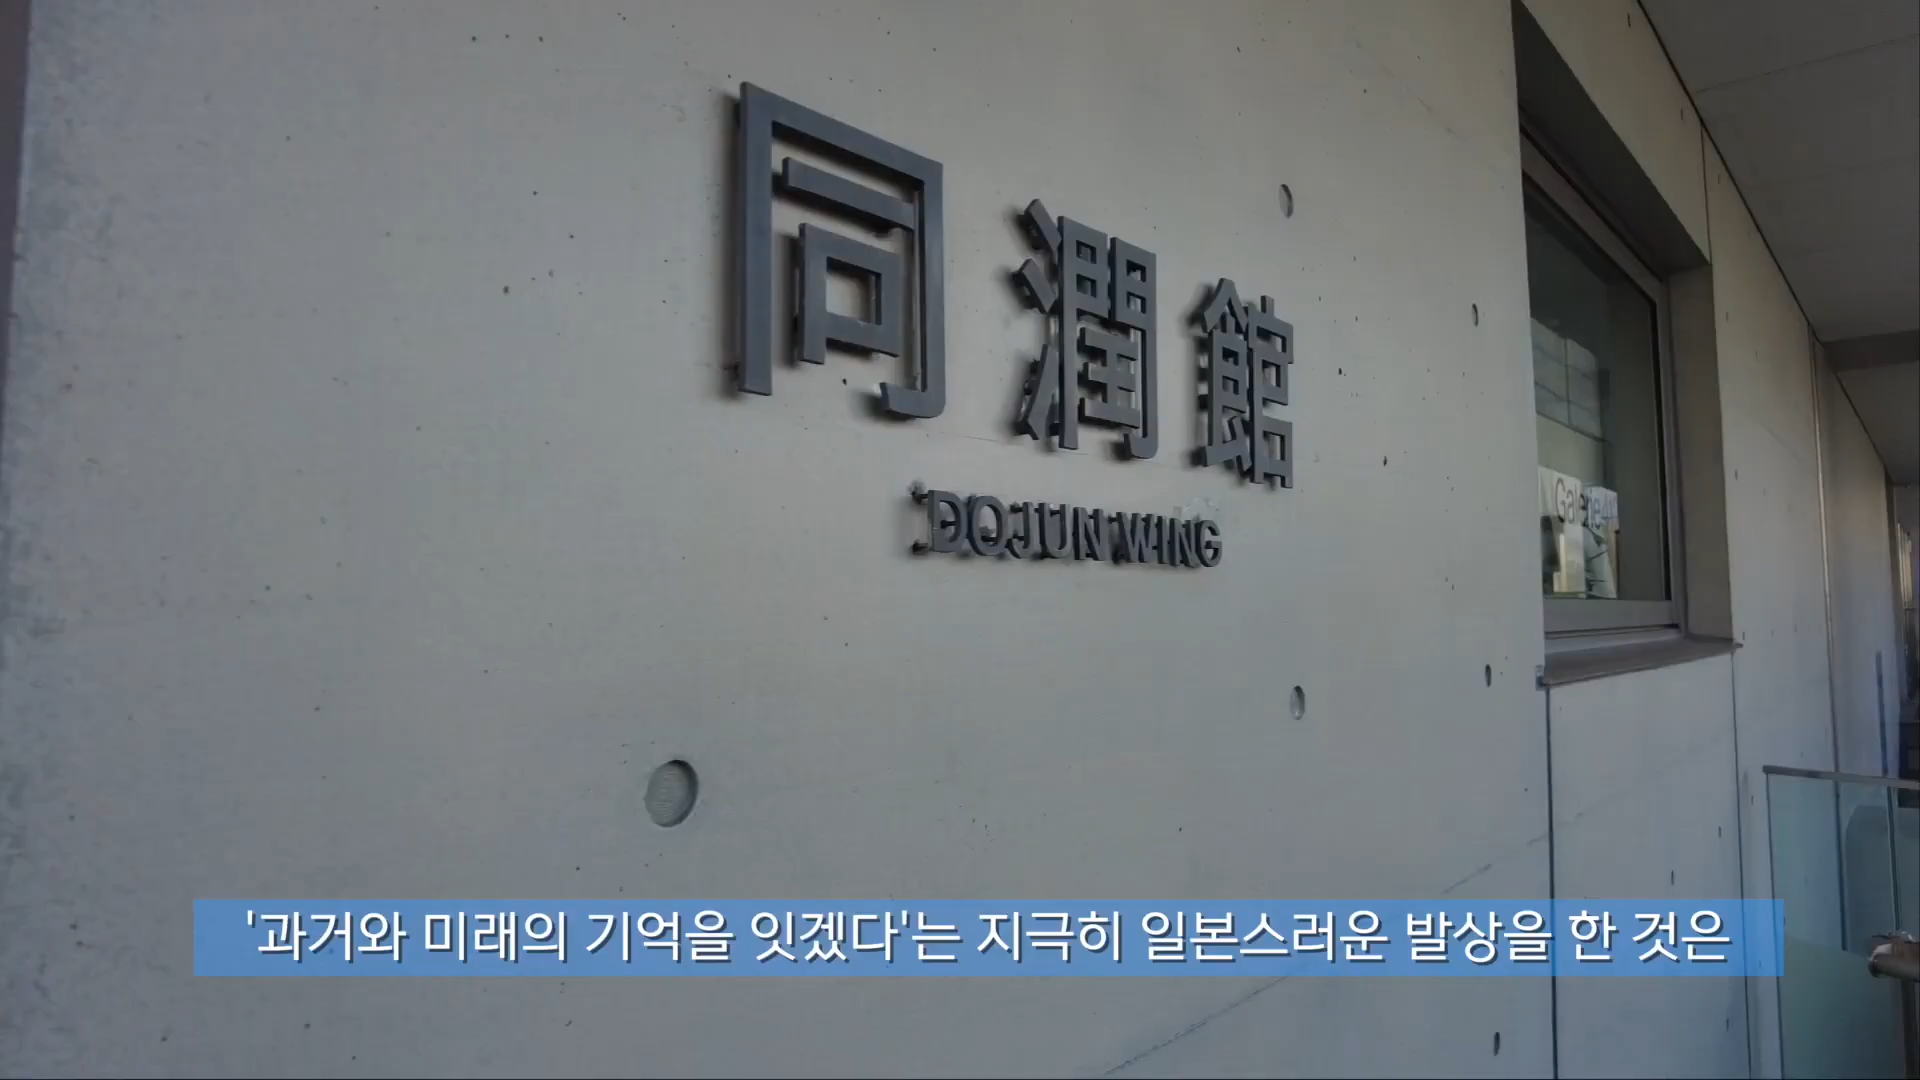 同潤館
DOJUN WING
Galerie
'과거와 미래의 기억을 잇겠다'는 지극히 일본스러운 발상을 한 것은